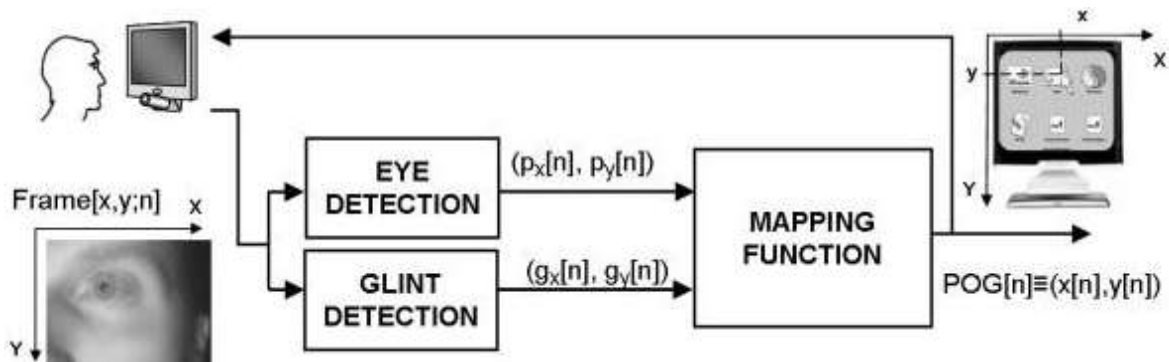 x
X
y
Y
EYE
DETECTION
(px[n], py[n])
Frame[x,y;n]
X
Y
GLINT
DETECTION
(gx[n], gy[n])
MAPPING
FUNCTION
POG[n]≡(x[n],y[n])